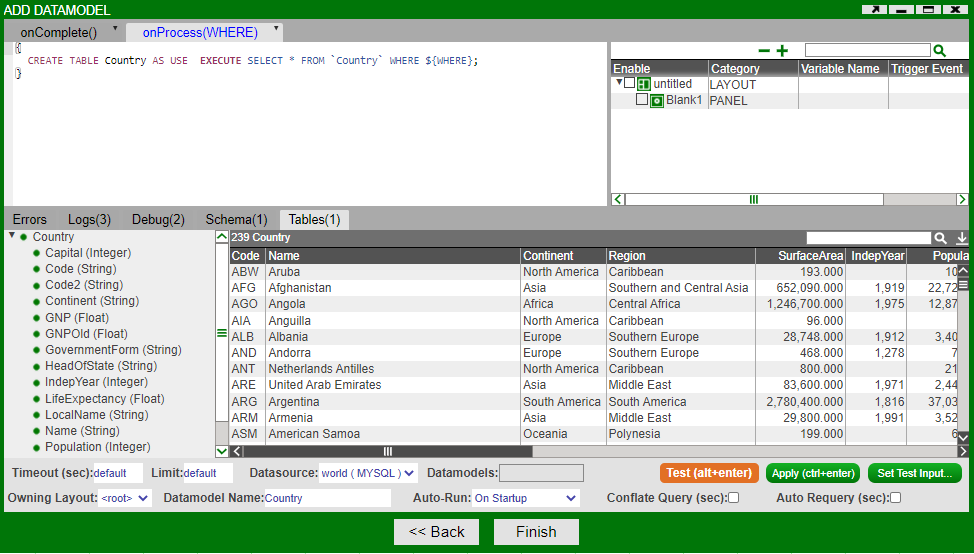 ADD DATAMODEL
onComplete() onProcess(WHERE)
{
CREATE TABLE Country AS USE EXECUTE SELECT * FROM `Country` WHERE ${WHERE};
}
Enable Category Variable Name Trigger Event
untitled LAYOUT
Blank1 PANEL
Errors Logs(3) Debug(2) Schema(1) Tables(1)
Country
Capital (Integer)
Code (String)
Code2 (String)
Continent (String)
GNP (Float)
GNPOld (Float)
GovernmentForm (String)
HeadOfState (String)
IndepYear (Integer)
LifeExpectancy (Float)
LocalName (String)
Name (String)
Population (Integer)
239 Country
Code Name Continent Region SurfaceArea IndepYear Popula
ABW Aruba North America Caribbean 193.000 10
AFG Afghanistan Asia Southern and Central Asia 652,090.000 1,919 22,72
AGO Angola Africa Central Africa 1,246,700.000 1,975 12,87
AIA Anguilla North America Caribbean 96.000
ALB Albania Europe Southern Europe 28,748.000 1,912 3,40
AND Andorra Europe Southern Europe 468.000 1,278 7
ANT Netherlands Antilles North America Caribbean 800.000 21
ARE United Arab Emirates Asia Middle East 83,600.000 1,971 2,44
ARG Argentina South America South America 2,780,400.000 1,816 37,03
ARM Armenia Asia Middle East 29,800.000 1,991 3,52
ASM American Samoa Oceania Polynesia 199.000 6
Timeout (sec): default Limit: default Datasource: world ( MYSQL ) Datamodels: Test (alt+enter) Apply (ctrl+enter) Set Test Input...
Owning Layout: <root> Datamodel Name: Country Auto-Run: On Startup Conflate Query (sec): Auto Requery (sec):
<< Back Finish